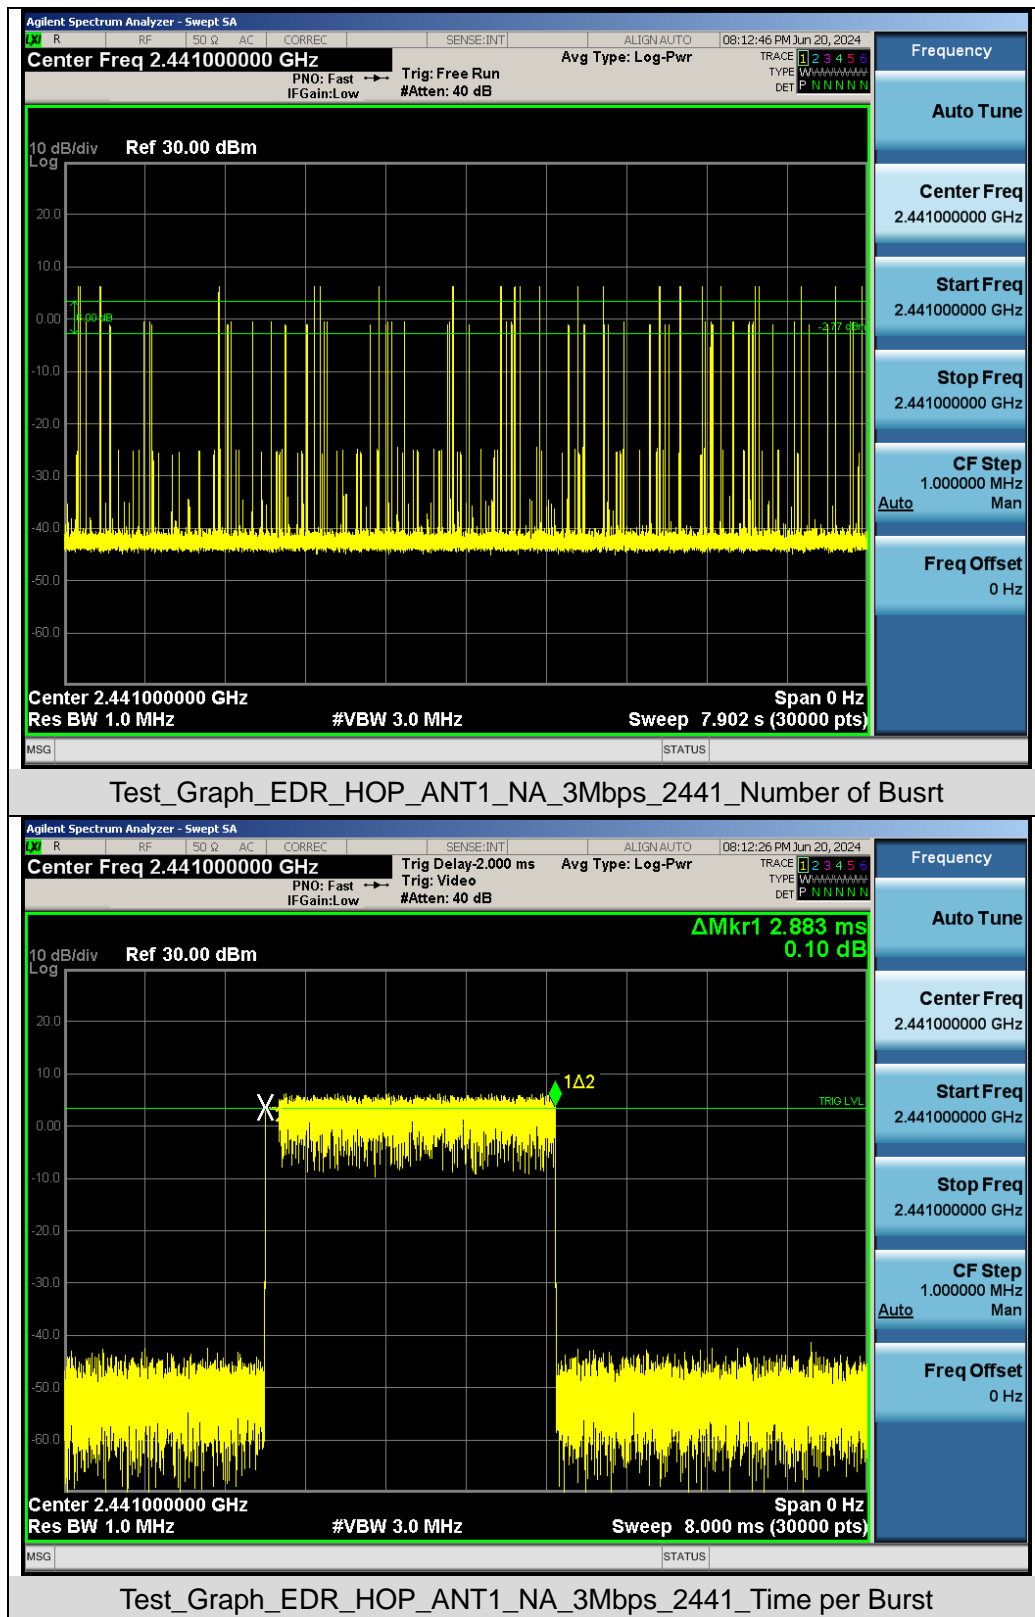 Agilent Spectrum Analyzer - Swept SA
LXI R RF 50 Ω AC CORREC SENSE:INT ALIGN AUTO 08:12:46 PM Jun 20, 2024
Center Freq 2.441000000 GHz
PNO: Fast
IFGain:Low
Trig: Free Run
#Atten: 40 dB
Avg Type: Log-Pwr
TRACE 1 2 3 4 5 6
TYPE W
DET P N N N N N
Frequency
10 dB/div Ref 30.00 dBm
Log
20.0
10.0
0.00
-10.0
-20.0
-30.0
-40.0
-50.0
-60.0
-2.77 dBm
Center 2.441000000 GHz Span 0 Hz
Res BW 1.0 MHz #VBW 3.0 MHz Sweep 7.902 s (30000 pts)
MSG STATUS
Auto Tune
Center Freq
2.441000000 GHz
Start Freq
2.441000000 GHz
Stop Freq
2.441000000 GHz
CF Step
1.000000 MHz
Auto Man
Freq Offset
0 Hz
Test_Graph_EDR_HOP_ANT1_NA_3Mbps_2441_Number of Busrt
Agilent Spectrum Analyzer - Swept SA
LXI R RF 50 Ω AC CORREC SENSE:INT ALIGN AUTO 08:12:26 PM Jun 20, 2024
Center Freq 2.441000000 GHz
PNO: Fast
IFGain:Low
Trig Delay-2.000 ms
Trig: Video
#Atten: 40 dB
Avg Type: Log-Pwr
TRACE 1 2 3 4 5 6
TYPE W
DET P N N N N N
Frequency
ΔMkr1 2.883 ms
0.10 dB
10 dB/div Ref 30.00 dBm
Log
20.0
10.0
0.00
-10.0
-20.0
-30.0
-40.0
-50.0
-60.0
1Δ2
TRIG LVL
Center 2.441000000 GHz Span 0 Hz
Res BW 1.0 MHz #VBW 3.0 MHz Sweep 8.000 ms (30000 pts)
MSG STATUS
Auto Tune
Center Freq
2.441000000 GHz
Start Freq
2.441000000 GHz
Stop Freq
2.441000000 GHz
CF Step
1.000000 MHz
Auto Man
Freq Offset
0 Hz
Test_Graph_EDR_HOP_ANT1_NA_3Mbps_2441_Time per Burst